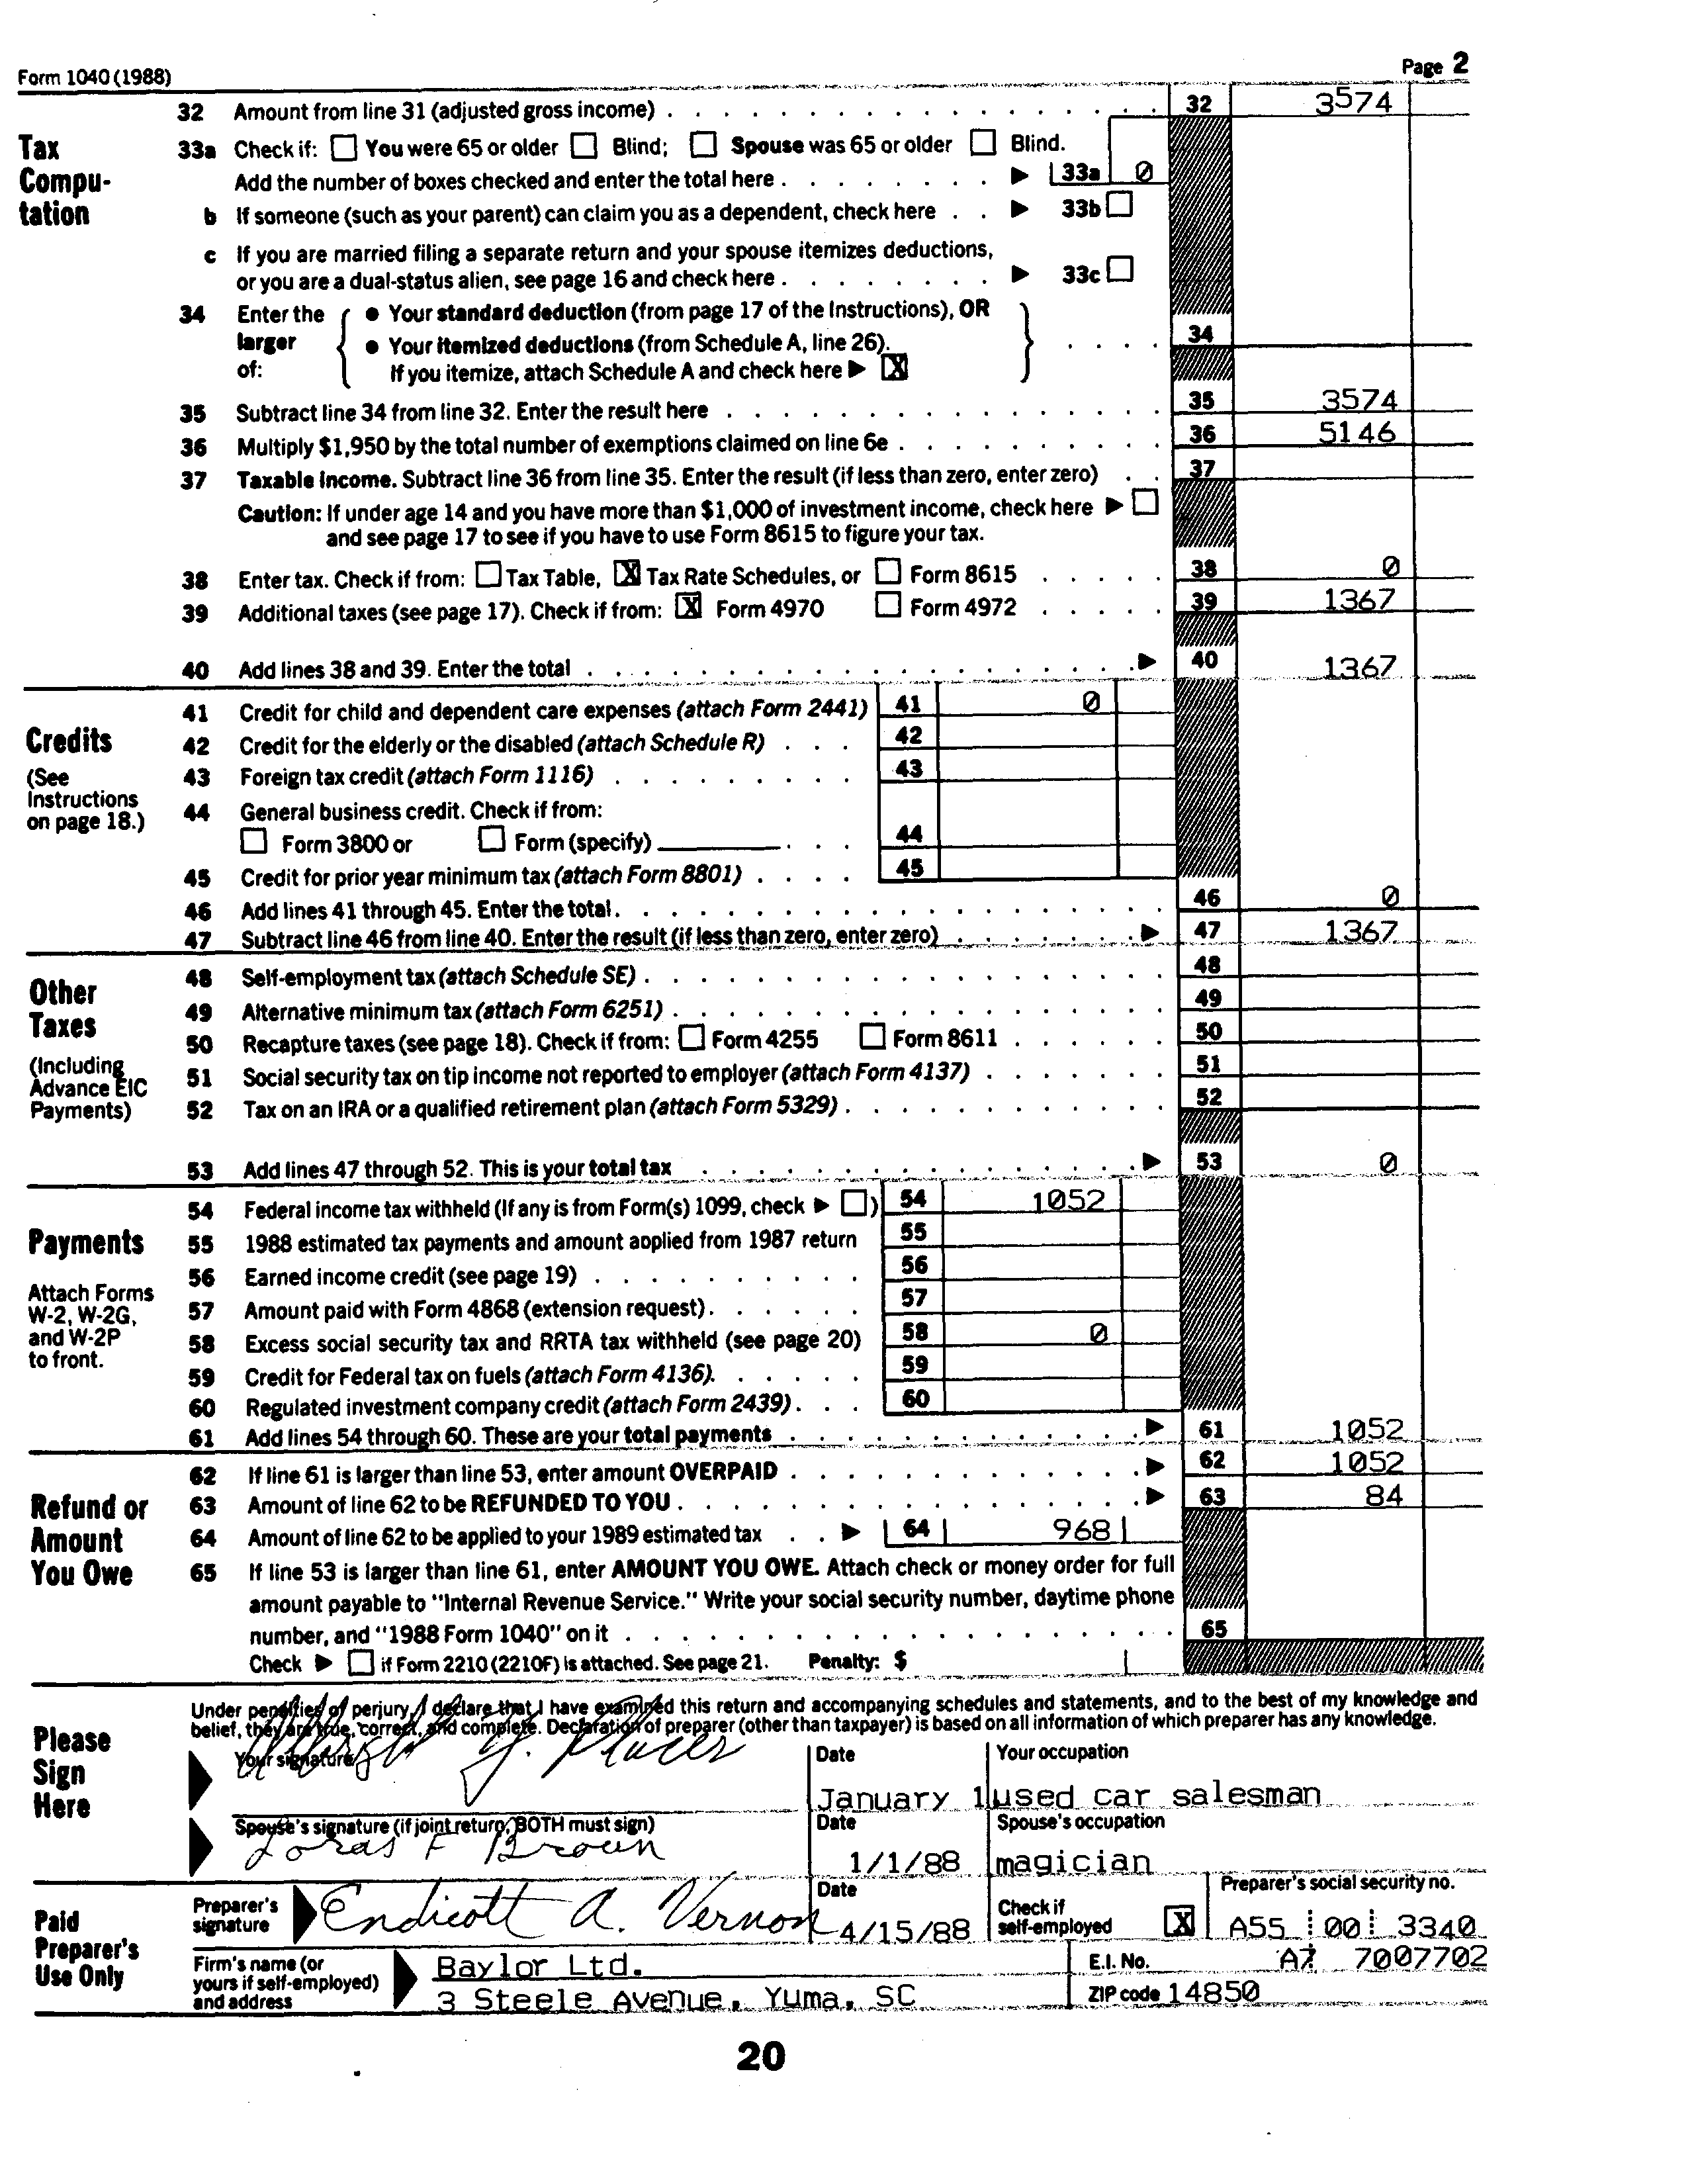 Form 1040 (1988) Page 2
Tax Compu-tation
32 Amount from line 31 (adjusted gross income) 32 3574
33a Check if: You were 65 or older Blind; Spouse was 65 or older Blind.
Add the number of boxes checked and enter the total here 33a 0
b If someone (such as your parent) can claim you as a dependent, check here 33b
c If you are married filing a separate return and your spouse itemizes deductions,
or you are a dual-status alien, see page 16 and check here 33c
34 Enter the larger of:
● Your standard deduction (from page 17 of the Instructions), OR
● Your itemized deductions (from Schedule A, line 26).
If you itemize, attach Schedule A and check here X 34
35 Subtract line 34 from line 32. Enter the result here 35 3574
36 Multiply $1,950 by the total number of exemptions claimed on line 6e 36 5146
37 Taxable income. Subtract line 36 from line 35. Enter the result (if less than zero, enter zero) 37
Caution: If under age 14 and you have more than $1,000 of investment income, check here
and see page 17 to see if you have to use Form 8615 to figure your tax.
38 Enter tax. Check if from: Tax Table, X Tax Rate Schedules, or Form 8615 38 0
39 Additional taxes (see page 17). Check if from: X Form 4970 Form 4972 39 1367
40 Add lines 38 and 39. Enter the total 40 1367
Credits
(See
Instructions
on page 18.)
41 Credit for child and dependent care expenses (attach Form 2441) 41 0
42 Credit for the elderly or the disabled (attach Schedule R) 42
43 Foreign tax credit (attach Form 1116) 43
44 General business credit. Check if from:
Form 3800 or Form (specify) 44
45 Credit for prior year minimum tax (attach Form 8801) 45
46 Add lines 41 through 45. Enter the total 46 0
47 Subtract line 46 from line 40. Enter the result (if less than zero, enter zero) 47 1367
Other
Taxes
(Including
Advance EIC
Payments)
48 Self-employment tax (attach Schedule SE) 48
49 Alternative minimum tax (attach Form 6251) 49
50 Recapture taxes (see page 18). Check if from: Form 4255 Form 8611 50
51 Social security tax on tip income not reported to employer (attach Form 4137) 51
52 Tax on an IRA or a qualified retirement plan (attach Form 5329) 52
53 Add lines 47 through 52. This is your total tax 53 0
Payments
Attach Forms
W-2, W-2G,
and W-2P
to front.
54 Federal income tax withheld (If any is from Form(s) 1099, check ) 54 1052
55 1988 estimated tax payments and amount applied from 1987 return 55
56 Earned income credit (see page 19) 56
57 Amount paid with Form 4868 (extension request) 57
58 Excess social security tax and RRTA tax withheld (see page 20) 58 0
59 Credit for Federal tax on fuels (attach Form 4136). 59
60 Regulated investment company credit (attach Form 2439) 60
61 Add lines 54 through 60. These are your total payments 61 1052
Refund or
Amount
You Owe
62 If line 61 is larger than line 53, enter amount OVERPAID 62 1052
63 Amount of line 62 to be REFUNDED TO YOU 63 84
64 Amount of line 62 to be applied to your 1989 estimated tax 64 968
65 If line 53 is larger than line 61, enter AMOUNT YOU OWE. Attach check or money order for full
amount payable to "Internal Revenue Service." Write your social security number, daytime phone
number, and "1988 Form 1040" on it 65
Check if Form 2210 (2210F) is attached. See page 21. Penalty: $
Please
Sign
Here
Under penalties of perjury, I declare that I have examined this return and accompanying schedules and statements, and to the best of my knowledge and
belief, they are true, correct, and complete. Declaration of preparer (other than taxpayer) is based on all information of which preparer has any knowledge.
Your signature Date Your occupation
January 1 used car salesman
Spouse's signature (if joint return, BOTH must sign) Date Spouse's occupation
Loras F Brown 1/1/88 magician
Paid
Preparer's
Use Only
Preparer's signature Endicott A. Vernon Date 4/15/88 Check if self-employed X Preparer's social security no. A55 00 3340
Firm's name (or
yours if self-employed)
and address
Baylor Ltd. E.I. No. 7007702
3 Steele Avenue, Yuma, SC ZIP code 14850
20